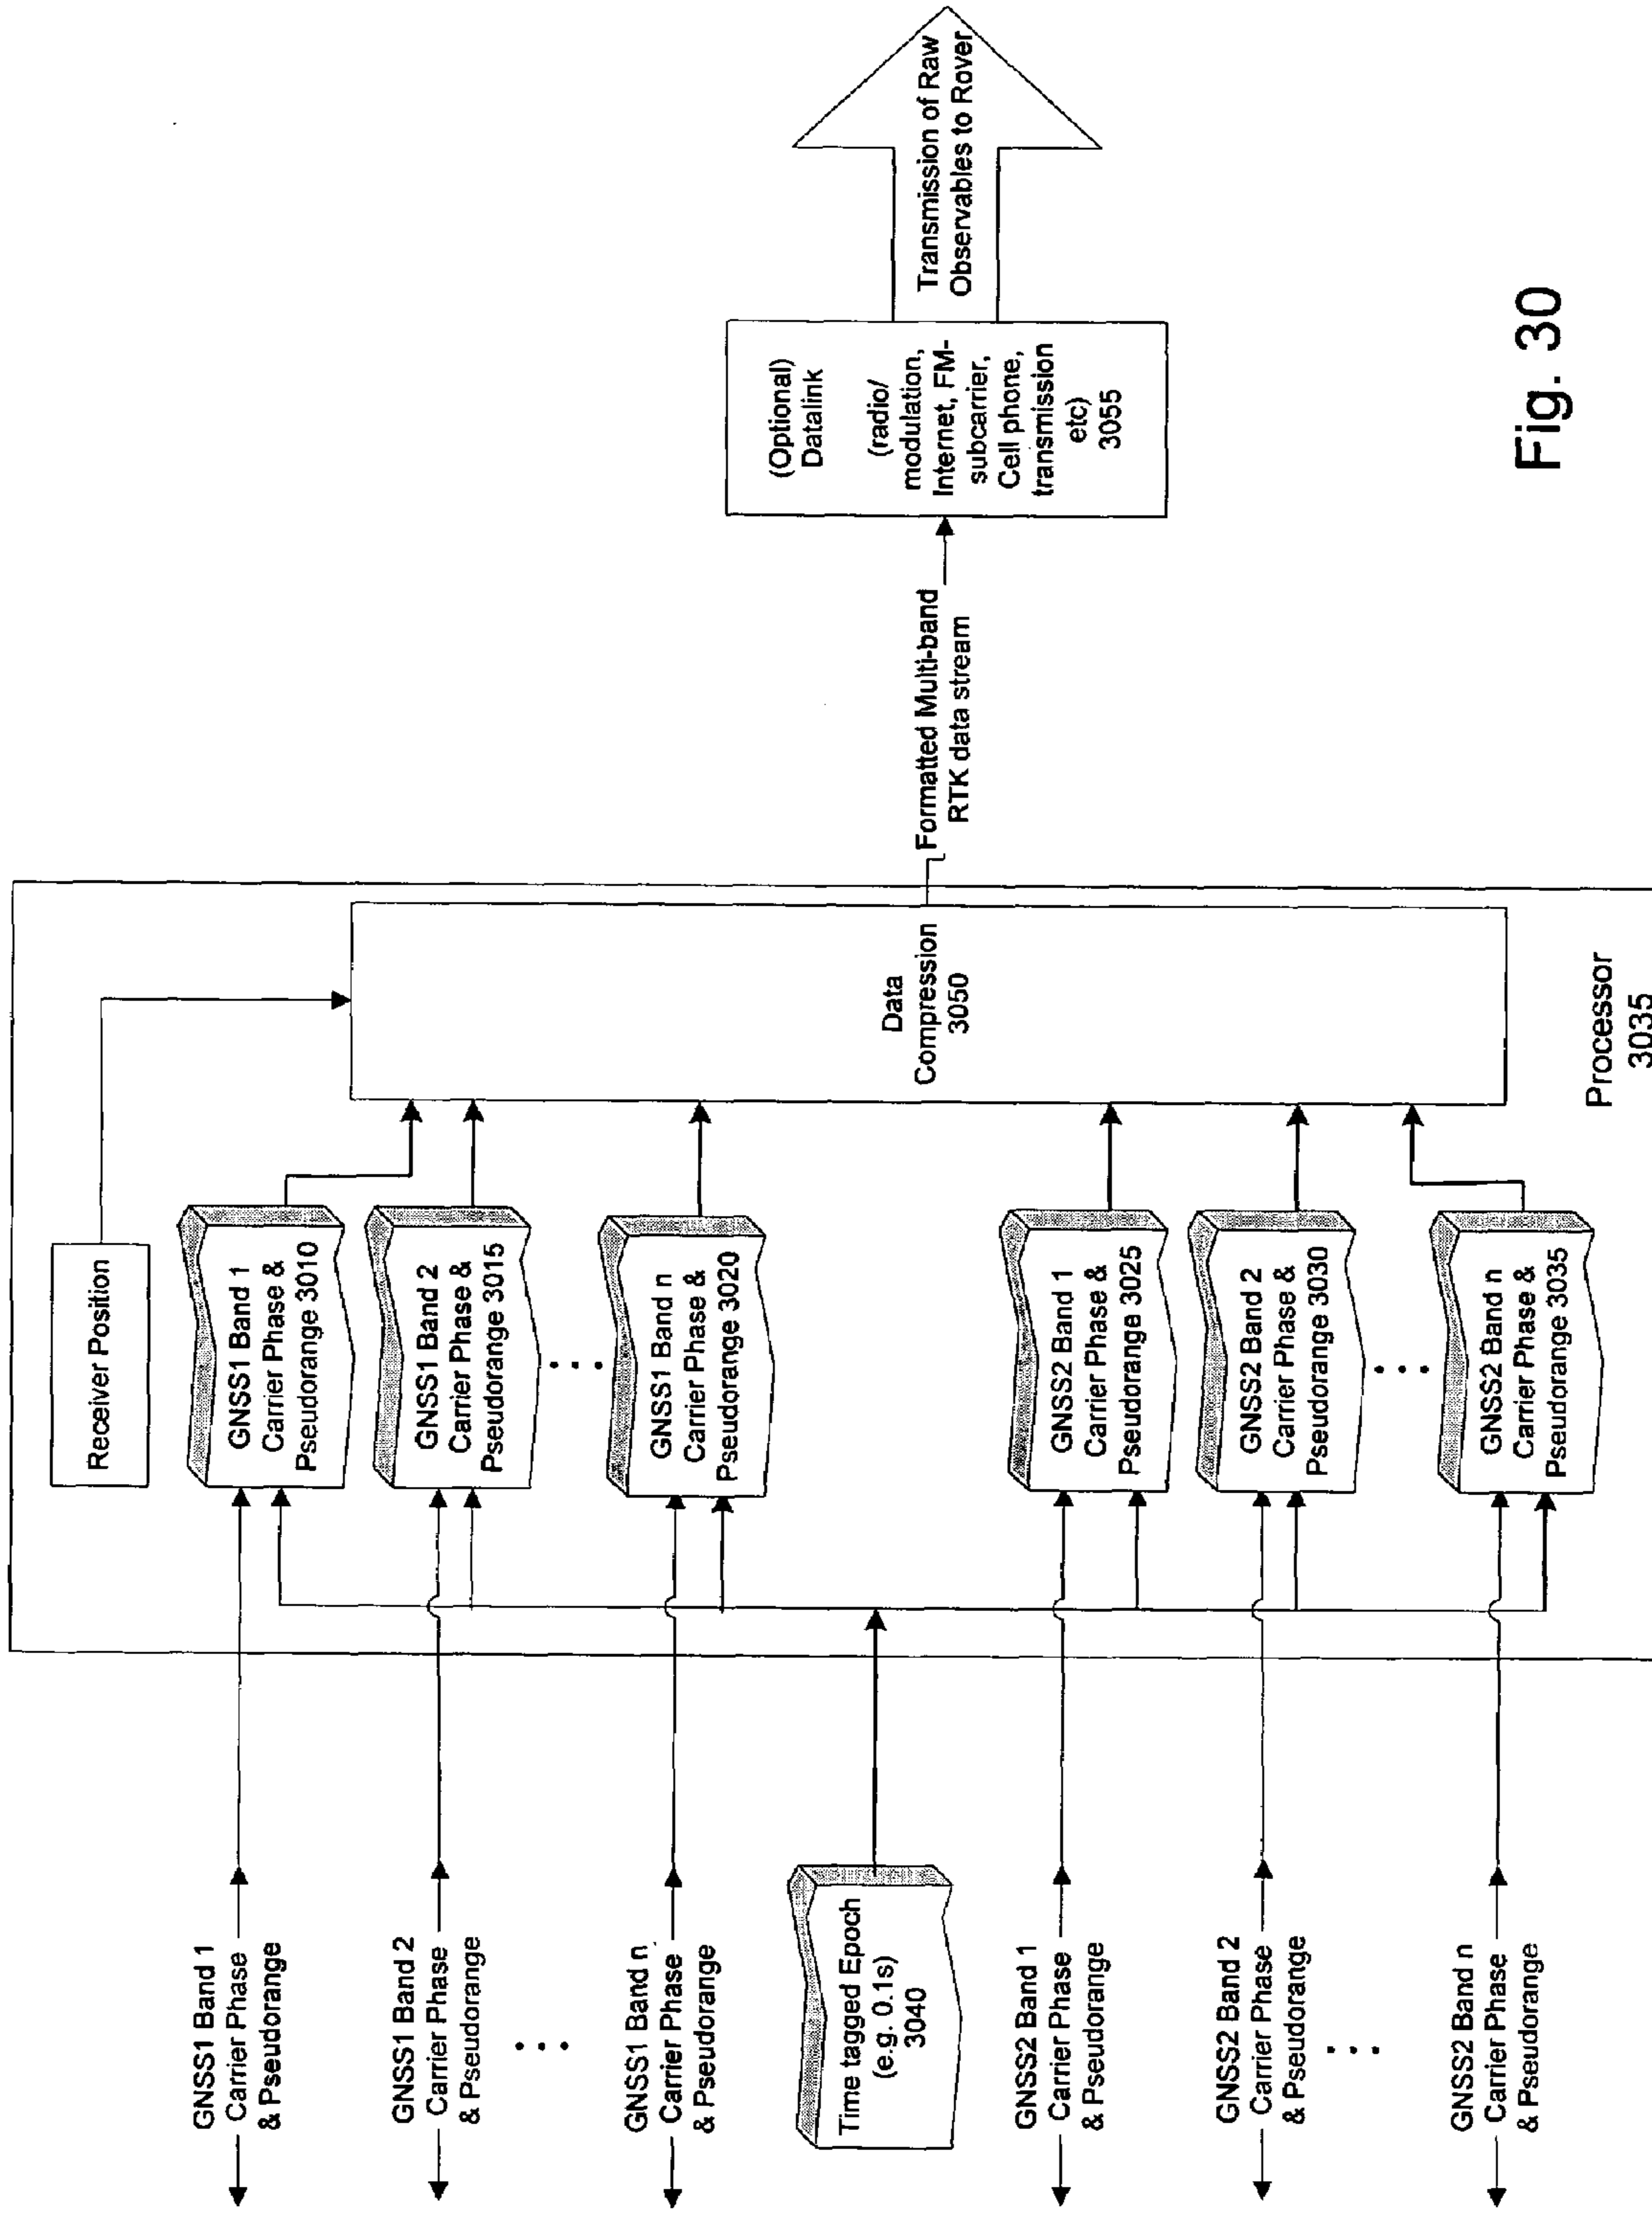 GNSS1 Band 1
Carrier Phase
& Pseudorange
GNSS1 Band 2
Carrier Phase
& Pseudorange
...
GNSS1 Band n
Carrier Phase
& Pseudorange
Time tagged Epoch
(e.g. 0.1s)
3040
GNSS2 Band 1
Carrier Phase
& Pseudorange
GNSS2 Band 2
Carrier Phase
& Pseudorange
...
GNSS2 Band n
Carrier Phase
& Pseudorange
Receiver Position
GNSS1 Band 1
Carrier Phase &
Pseudorange 3010
GNSS1 Band 2
Carrier Phase &
Pseudorange 3015
...
GNSS1 Band n
Carrier Phase &
Pseudorange 3020
GNSS2 Band 1
Carrier Phase &
Pseudorange 3025
GNSS2 Band 2
Carrier Phase &
Pseudorange 3030
...
GNSS2 Band n
Carrier Phase &
Pseudorange 3035
Data
Compression
3050
Processor
3035
Formatted Multi-band
RTK data stream
(Optional)
Datalink
(radio/
modulation,
Internet, FM-
subcarrier,
Cell phone,
transmission
etc)
3055
Transmission of Raw
Observables to Rover
Fig. 30